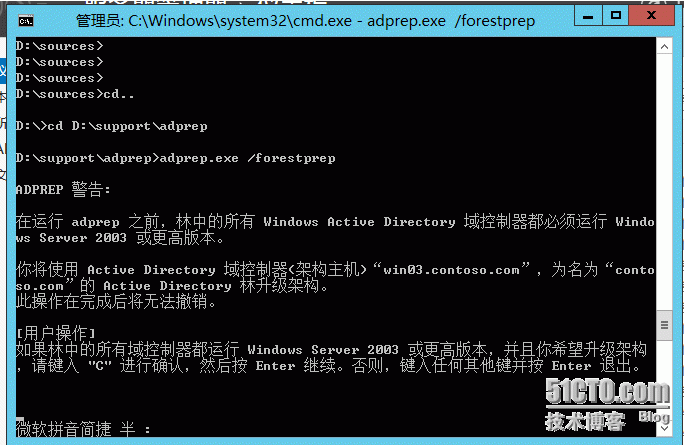 管理员: C:\Windows\system32\cmd.exe - adprep.exe /forestprep
D:\sources>
D:\sources>
D:\sources>
D:\sources>cd..
D:\>cd D:\support\adprep
D:\support\adprep>adprep.exe /forestprep
ADPREP 警告:
在运行 adprep 之前，林中的所有 Windows Active Directory 域控制器都必须运行 Windo
ws Server 2003 或更高版本。
你将使用 Active Directory 域控制器(架构主机)“win03.contoso.com”，为名为“conto
so.com”的 Active Directory 林升级架构。
此操作在完成后将无法撤销。
[用户操作]
如果林中的所有域控制器都运行 Windows Server 2003 或更高版本，并且你希望升级架构
，请键入 "C" 进行确认，然后按 Enter 继续。否则，键入任何其他键并按 Enter 退出。
微软拼音简捷 半 :
51CTO.com
技术博客 Blog